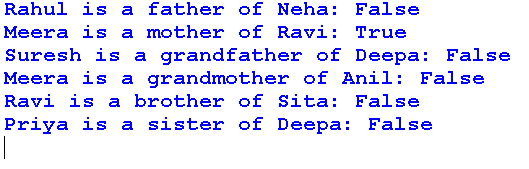 Rahul is a father of Neha: False
Meera is a mother of Ravi: True
Suresh is a grandfather of Deepa: False
Meera is a grandmother of Anil: False
Ravi is a brother of Sita: False
Priya is a sister of Deepa: False